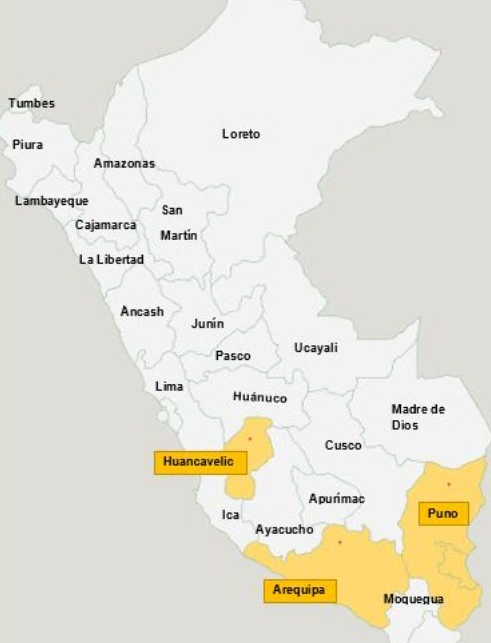 Tumbes
Loreto
Piura
Amazonas
Lambayeque
San
Martín
Cajamarca
La Libertad
Áncash
Junín
Ucayali
Pasco
Lima
Huánuco
Madre de
Dios
Cusco
Huancavelic
Apurímac
Ica
Puno
Ayacucho
Arequipa
Moquegua